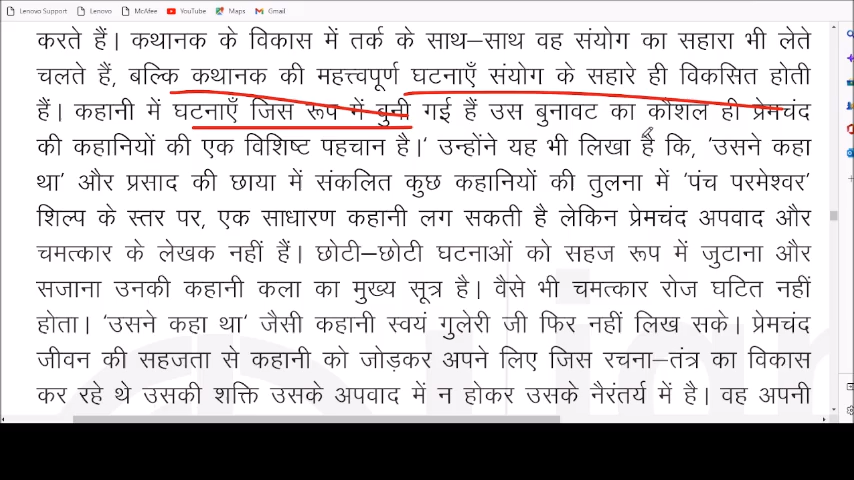 Lenovo Support Lenovo McAfee YouTube Maps Gmail
करते हैं। कथानक के विकास में तर्क के साथ–साथ वह संयोग का सहारा भी लेते
चलते हैं, बल्कि कथानक की महत्त्वपूर्ण घटनाएँ संयोग के सहारे ही विकसित होती
हैं। कहानी में घटनाएँ जिस रूप में बुनी गई हैं उस बुनावट का कौशल ही प्रेमचंद
की कहानियों की एक विशिष्ट पहचान है।' उन्होंने यह भी लिखा है कि, 'उसने कहा
था' और प्रसाद की छाया में संकलित कुछ कहानियों की तुलना में 'पंच परमेश्वर'
शिल्प के स्तर पर, एक साधारण कहानी लग सकती है लेकिन प्रेमचंद अपवाद और
चमत्कार के लेखक नहीं हैं। छोटी–छोटी घटनाओं को सहज रूप में जुटाना और
सजाना उनकी कहानी कला का मुख्य सूत्र है। वैसे भी चमत्कार रोज घटित नहीं
होता। 'उसने कहा था' जैसी कहानी स्वयं गुलेरी जी फिर नहीं लिख सके। प्रेमचंद
जीवन की सहजता से कहानी को जोड़कर अपने लिए जिस रचना–तंत्र का विकास
कर रहे थे उसकी शक्ति उसके अपवाद में न होकर उसके नैरंतर्य में है। वह अपनी